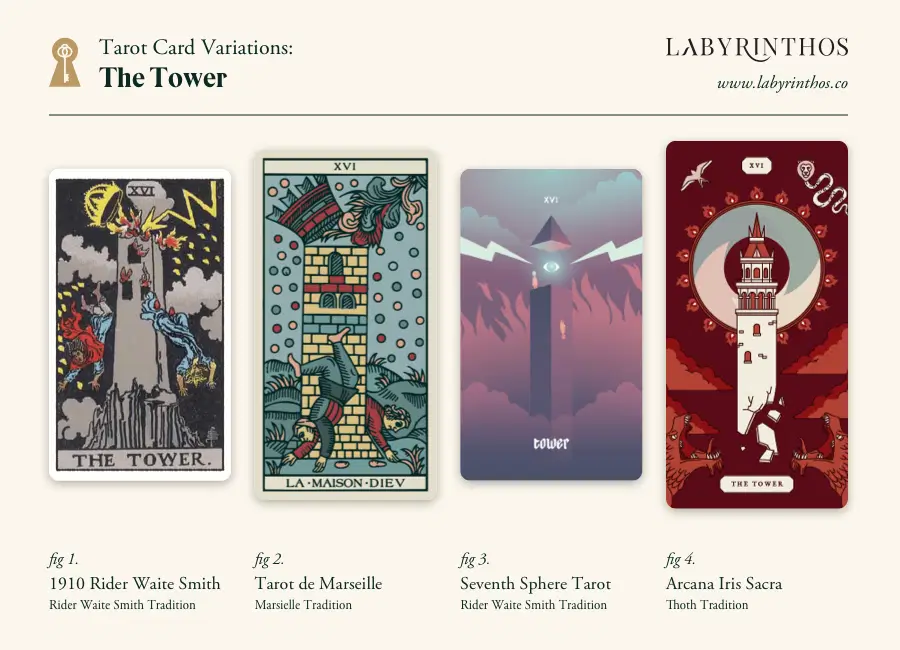 Tarot Card Variations:
The Tower
LABYRINTHOS
www.labyrinthos.co
XVI
THE TOWER.
XVI
LA·MAISON·DIEV
XVI
tower
XVI
THE TOWER
fig 1.
1910 Rider Waite Smith
Rider Waite Smith Tradition
fig 2.
Tarot de Marseille
Marsielle Tradition
fig 3.
Seventh Sphere Tarot
Rider Waite Smith Tradition
fig 4.
Arcana Iris Sacra
Thoth Tradition